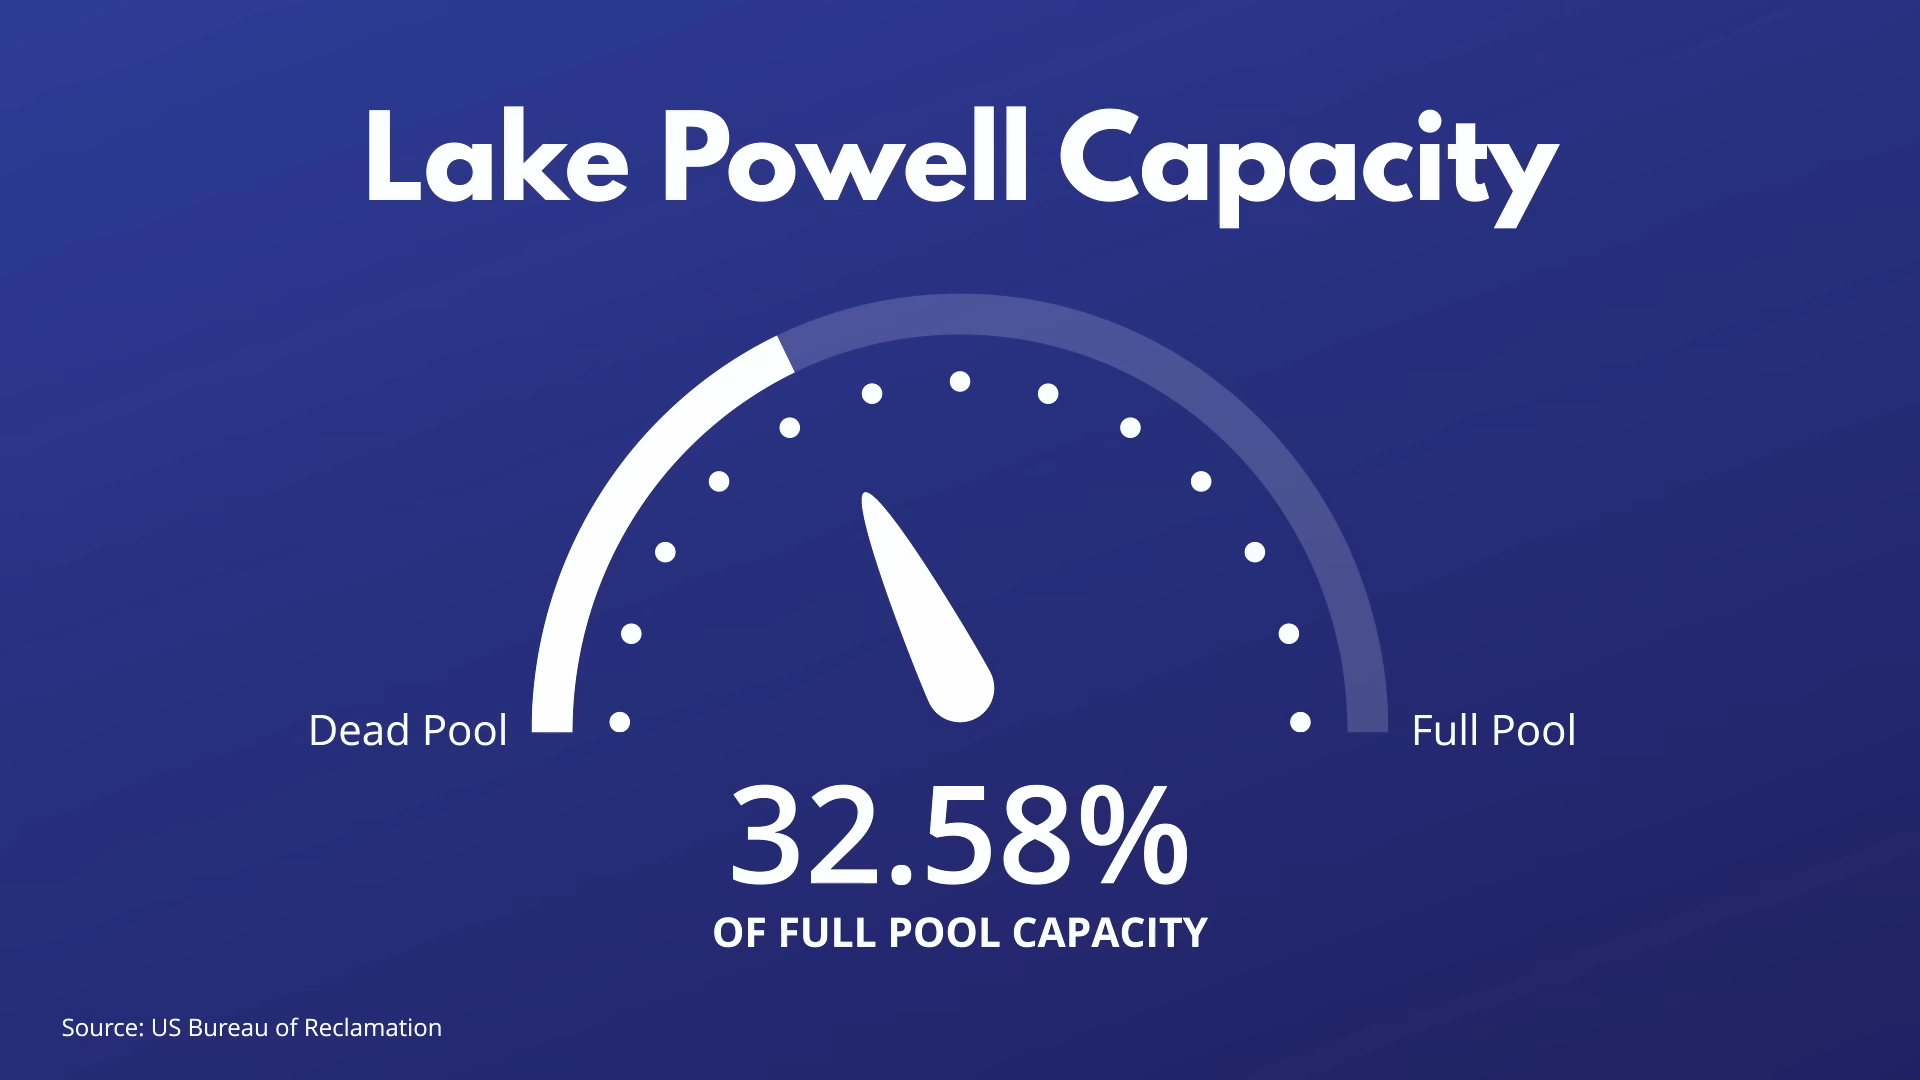 Lake Powell Capacity
Dead Pool
Full Pool
32.58%
OF FULL POOL CAPACITY
Source: US Bureau of Reclamation